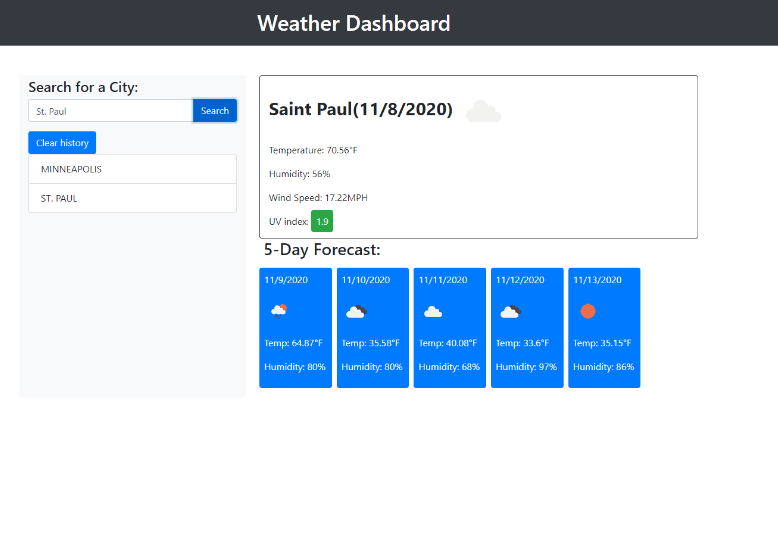 Weather Dashboard
Search for a City:
St. Paul
Search
Clear history
MINNEAPOLIS
ST. PAUL
Saint Paul(11/8/2020)
Temperature: 70.56°F
Humidity: 56%
Wind Speed: 17.22MPH
UV index: 1.9
5-Day Forecast:
11/9/2020
Temp: 64.87°F
Humidity: 80%
11/10/2020
Temp: 35.58°F
Humidity: 80%
11/11/2020
Temp: 40.08°F
Humidity: 68%
11/12/2020
Temp: 33.6°F
Humidity: 97%
11/13/2020
Temp: 35.15°F
Humidity: 86%